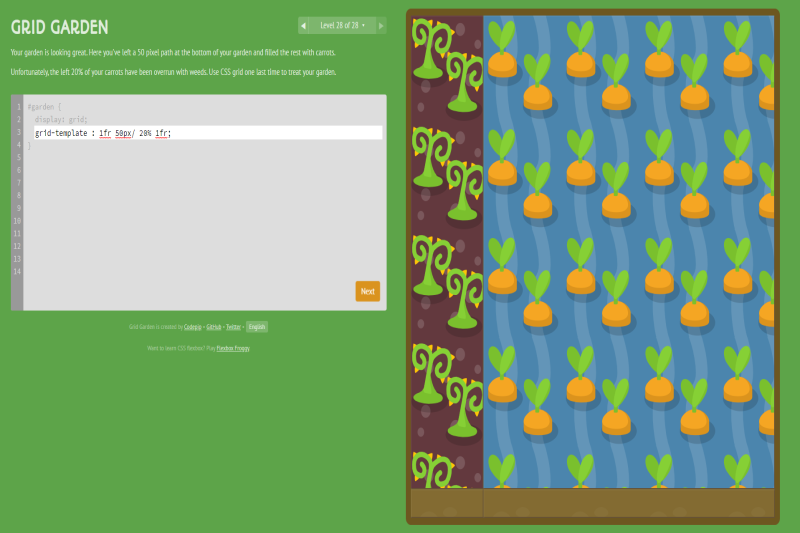 GRID GARDEN
Level 28 of 28
Your garden is looking great. Here you've left a 50 pixel path at the bottom of your garden and filled the rest with carrots.
Unfortunately, the left 20% of your carrots have been overrun with weeds. Use CSS grid one last time to treat your garden.
1 #garden {
2 display: grid;
3 grid-template : 1fr 50px/ 20% 1fr;
4 }
5
6
7
8
9
10
11
12
13
14
Next
Grid Garden is created by Codepip • GitHub • Twitter • English
Want to learn CSS flexbox? Play Flexbox Froggy.